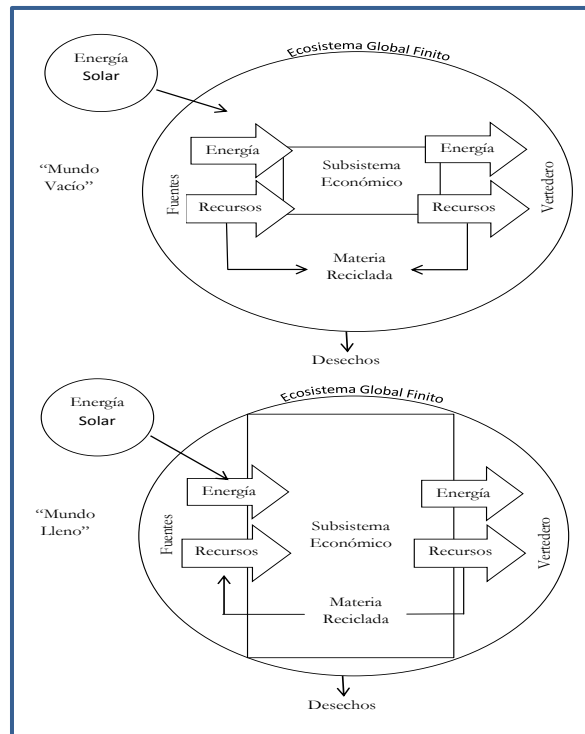 Ecosistema Global Finito
Energía
Solar
"Mundo
Vacío"
Fuentes
Energía
Recursos
Subsistema
Económico
Energía
Recursos
Vertedero
Materia
Reciclada
Desechos
Ecosistema Global Finito
Energía
Solar
"Mundo
Lleno"
Fuentes
Energía
Recursos
Subsistema
Económico
Energía
Recursos
Vertedero
Materia
Reciclada
Desechos